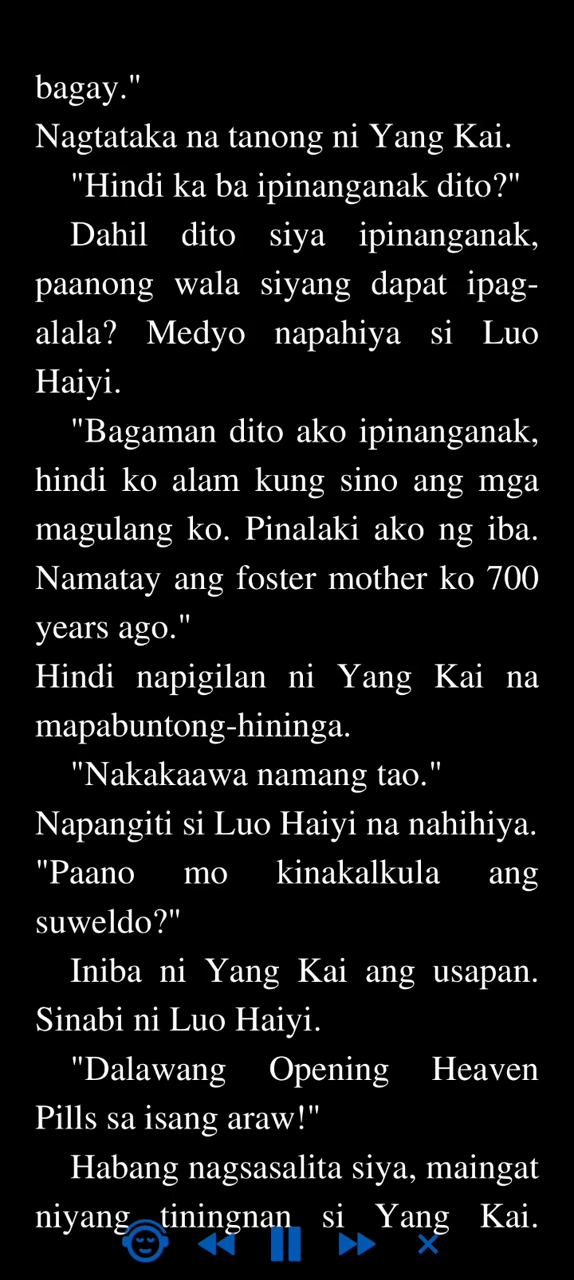 bagay."
Nagtataka na tanong ni Yang Kai.
"Hindi ka ba ipinanganak dito?"
Dahil dito siya ipinanganak,
paanong wala siyang dapat ipag-
alala? Medyo napahiya si Luo
Haiyi.
"Bagaman dito ako ipinanganak,
hindi ko alam kung sino ang mga
magulang ko. Pinalaki ako ng iba.
Namatay ang foster mother ko 700
years ago."
Hindi napigilan ni Yang Kai na
mapabuntong-hininga.
"Nakakaawa namang tao."
Napangiti si Luo Haiyi na nahihiya.
"Paano mo kinakalkula ang
suweldo?"
Iniba ni Yang Kai ang usapan.
Sinabi ni Luo Haiyi.
"Dalawang Opening Heaven
Pills sa isang araw!"
Habang nagsasalita siya, maingat
niyang tiningnan si Yang Kai.